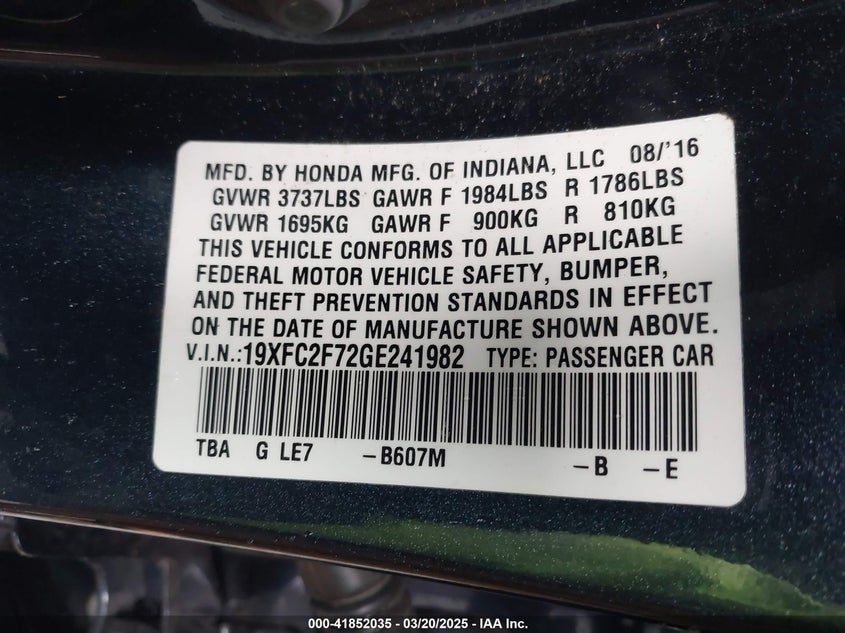 MFD. BY HONDA MFG. OF INDIANA, LLC 08/'16
GVWR 3737LBS GAWR F 1984LBS R 1786LBS
GVWR 1695KG GAWR F 900KG R 810KG
THIS VEHICLE CONFORMS TO ALL APPLICABLE
FEDERAL MOTOR VEHICLE SAFETY, BUMPER,
AND THEFT PREVENTION STANDARDS IN EFFECT
ON THE DATE OF MANUFACTURE SHOWN ABOVE.
V.I.N.:19XFC2F72GE241982 TYPE: PASSENGER CAR
TBA G LE7 -B607M -B -E
000-41852035 - 03/20/2025 - IAA Inc.